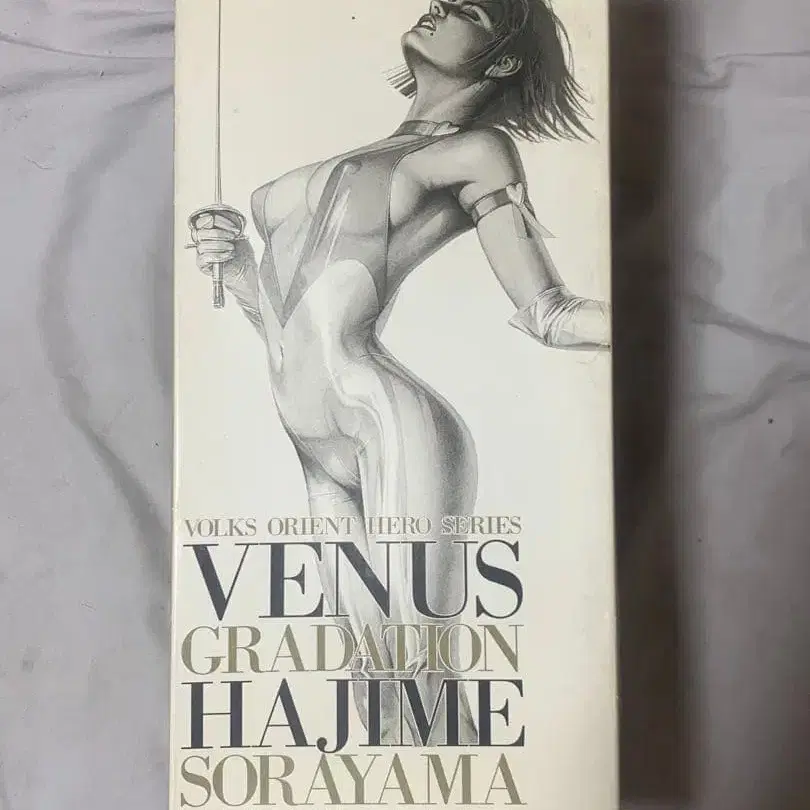 VOLKS ORIENT HERO SERIES
VENUS
GRADATION
HAJIME
SORAYAMA